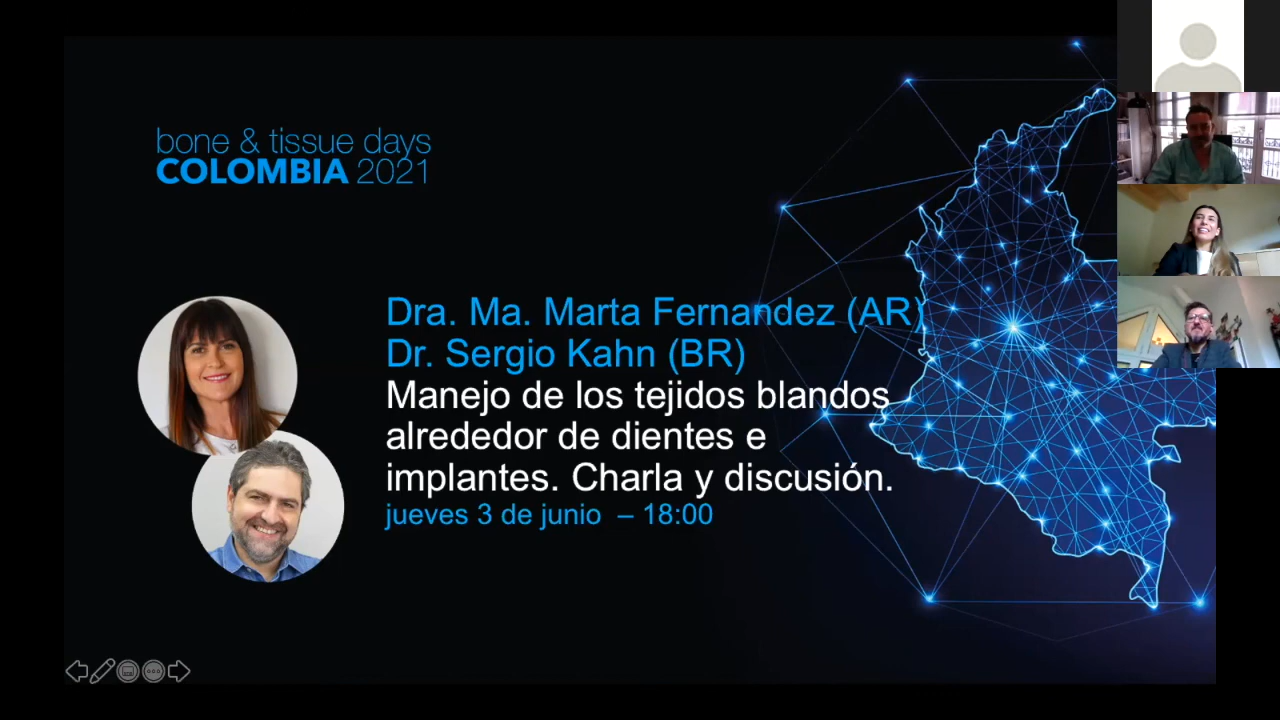 bone & tissue days
COLOMBIA 2021
Dra. Ma. Marta Fernandez (AR)
Dr. Sergio Kahn (BR)
Manejo de los tejidos blandos
alrededor de dientes e
implantes. Charla y discusión.
jueves 3 de junio – 18:00